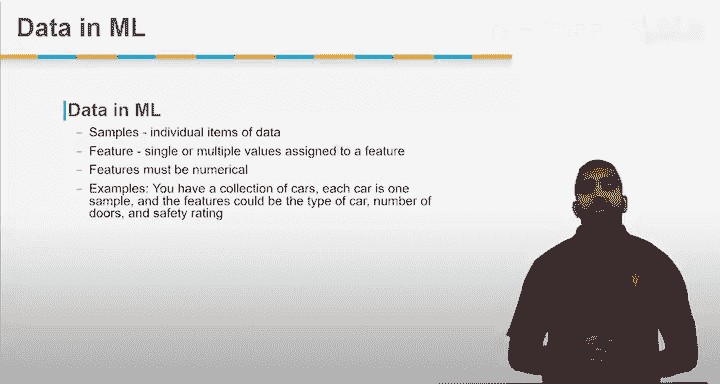 Data in ML
Data in ML
– Samples - individual items of data
– Feature - single or multiple values assigned to a feature
– Features must be numerical
– Examples: You have a collection of cars, each car is one
sample, and the features could be the type of car, number of
doors, and safety rating